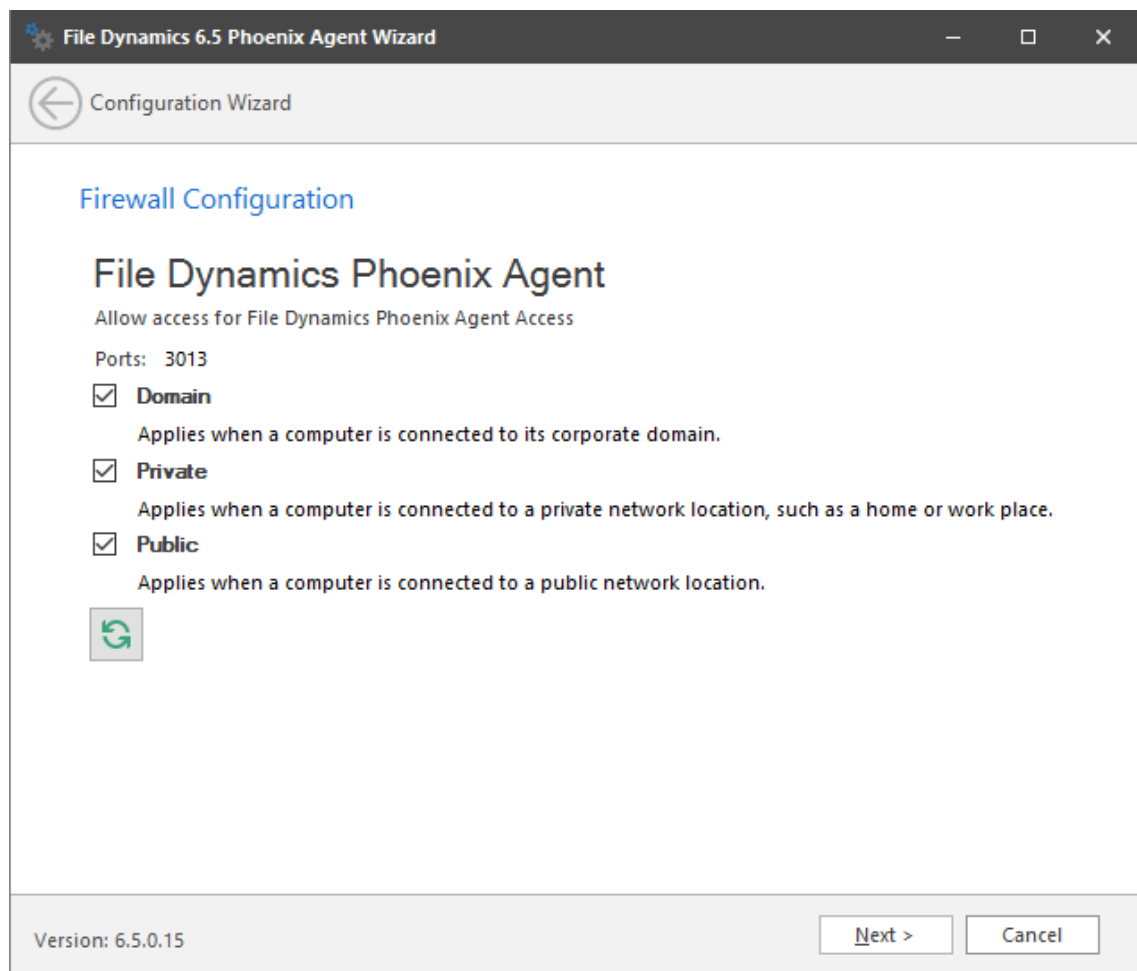 File Dynamics 6.5 Phoenix Agent Wizard
Configuration Wizard
Firewall Configuration
File Dynamics Phoenix Agent
Allow access for File Dynamics Phoenix Agent Access
Ports: 3013
Domain
Applies when a computer is connected to its corporate domain.
Private
Applies when a computer is connected to a private network location, such as a home or work place.
Public
Applies when a computer is connected to a public network location.
Version: 6.5.0.15
Next >
Cancel